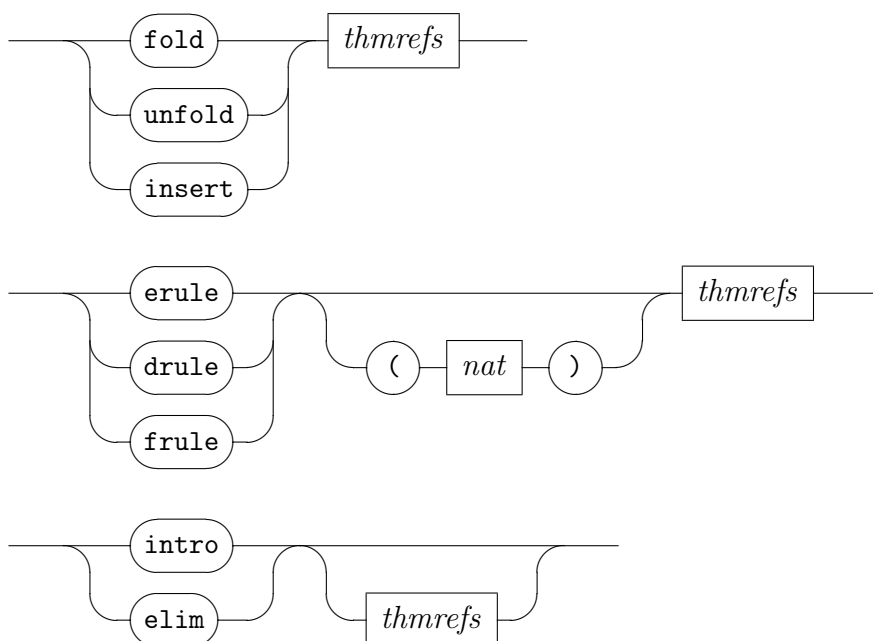 fold thmrefs
unfold
insert
erule thmrefs
drule ( nat )
frule
intro
elim thmrefs